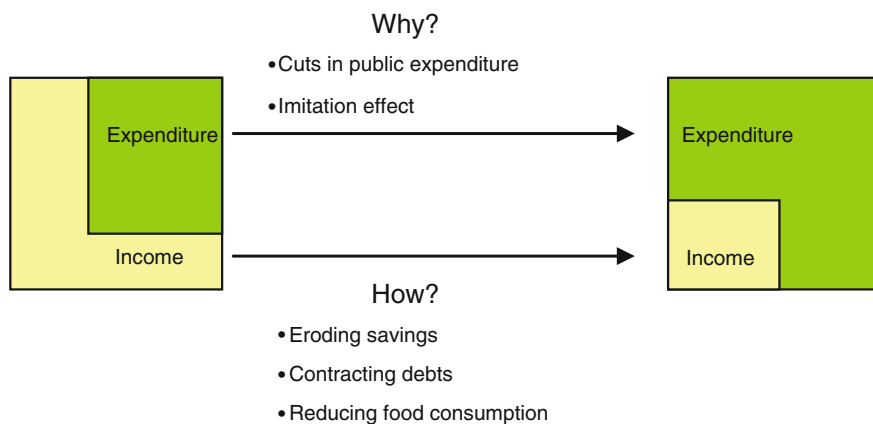 Why?
•Cuts in public expenditure
•Imitation effect
Expenditure
Income
Expenditure
Income
How?
•Eroding savings
•Contracting debts
•Reducing food consumption